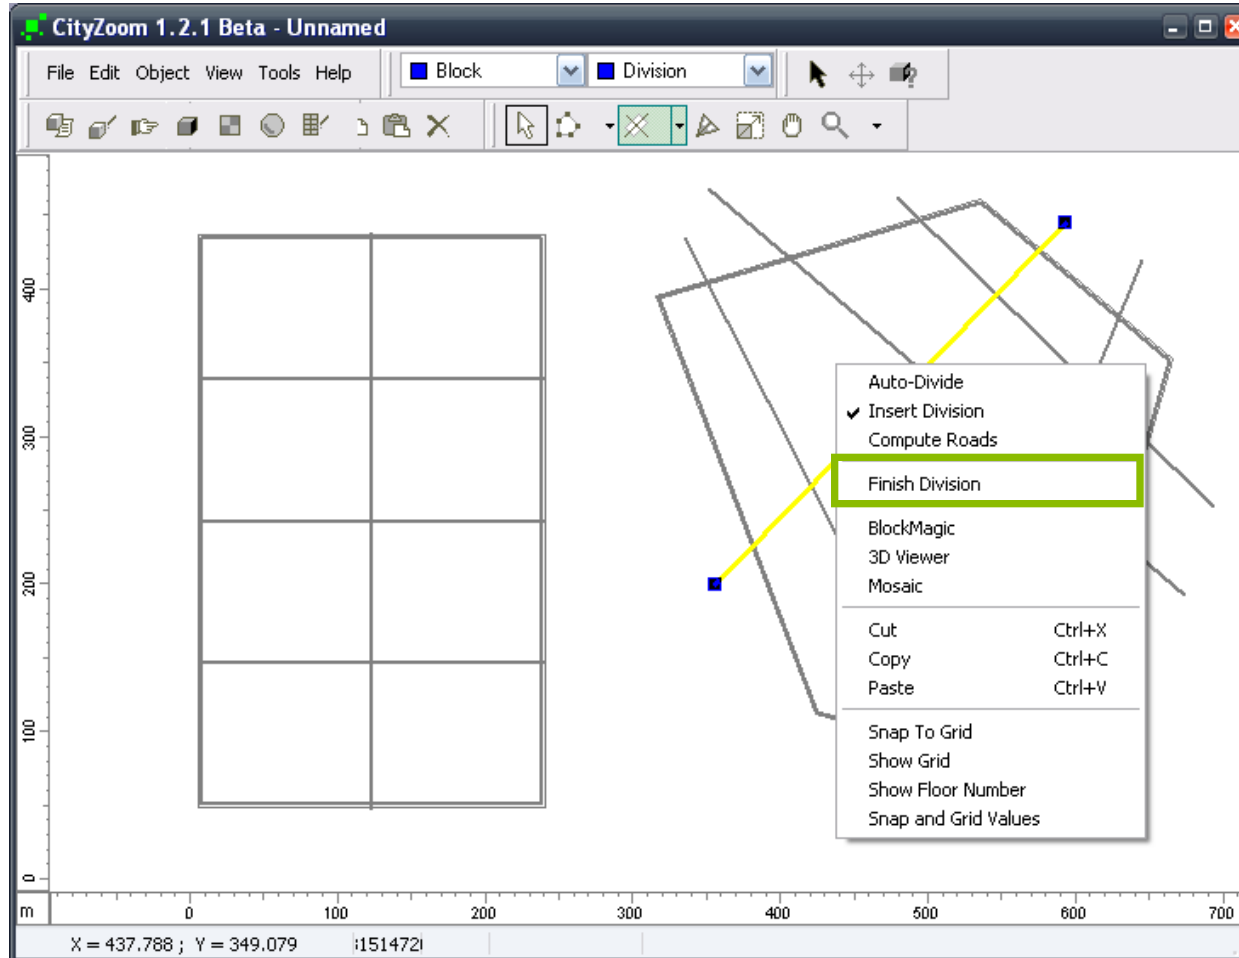 CityZoom 1.2.1 Beta - Unnamed
File Edit Object View Tools Help Block Division
400
300
200
100
0
Auto-Divide
Insert Division
Compute Roads
Finish Division
BlockMagic
3D Viewer
Mosaic
Cut Ctrl+X
Copy Ctrl+C
Paste Ctrl+V
Snap To Grid
Show Grid
Show Floor Number
Snap and Grid Values
m 0 100 200 300 400 500 600 700
X = 437.788 ; Y = 349.079